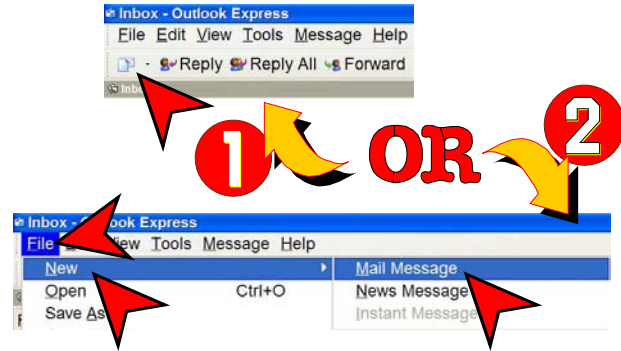 Inbox - Outlook Express
File Edit View Tools Message Help
Reply Reply All Forward
1 OR 2
Inbox - Express
File View Tools Message Help
New Mail Message
Open Ctrl+O News Message
Save As Instant Message